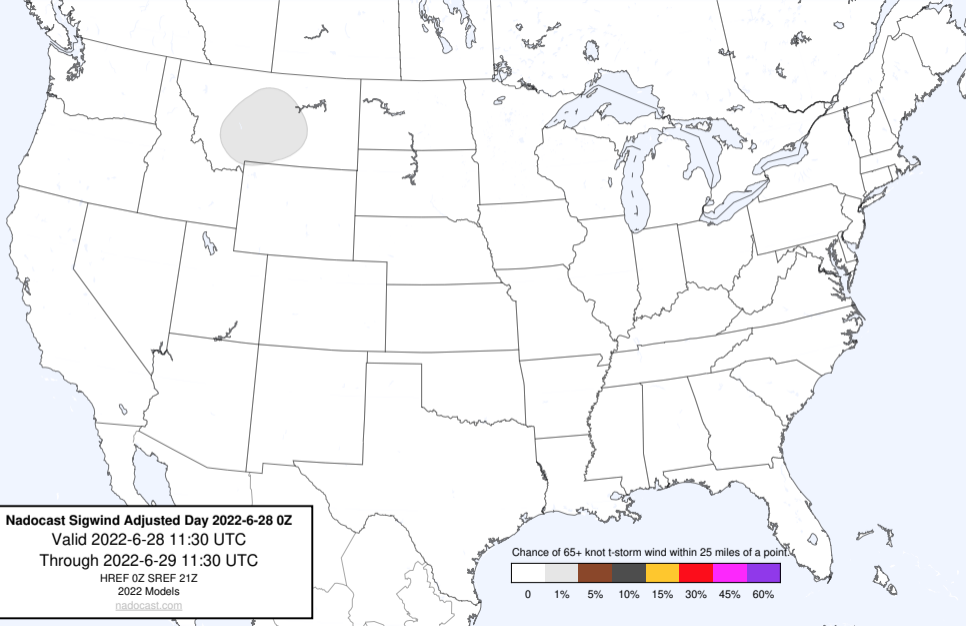 Nadocast Sigwind Adjusted Day 2022-6-28 0Z
Valid 2022-6-28 11:30 UTC
Through 2022-6-29 11:30 UTC
HREF 0Z SREF 21Z
2022 Models
nadocast.com
Chance of 65+ knot t-storm wind within 25 miles of a point.
0 1% 5% 10% 15% 30% 45% 60%